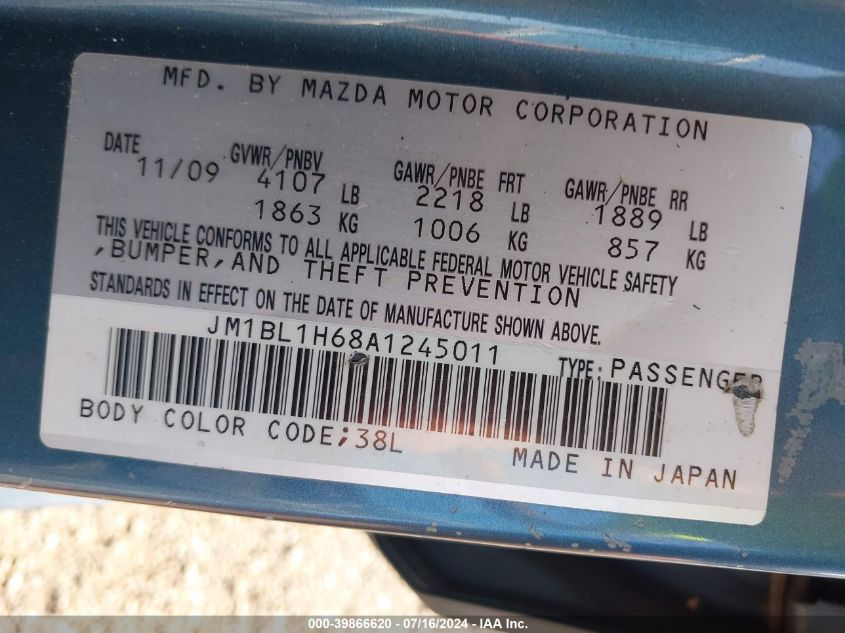 MFD. BY MAZDA MOTOR CORPORATION
DATE GVWR/PNBV GAWR/PNBE FRT GAWR/PNBE RR
11/09 4107 LB 2218 LB 1889 LB
1863 KG 1006 KG 857 KG
THIS VEHICLE CONFORMS TO ALL APPLICABLE FEDERAL MOTOR VEHICLE SAFETY
,BUMPER,AND THEFT PREVENTION
STANDARDS IN EFFECT ON THE DATE OF MANUFACTURE SHOWN ABOVE.
JM1BL1H68A1245011
TYPE: PASSENGER
BODY COLOR CODE;38L
MADE IN JAPAN
000-39866620 - 07/16/2024 - IAA Inc.